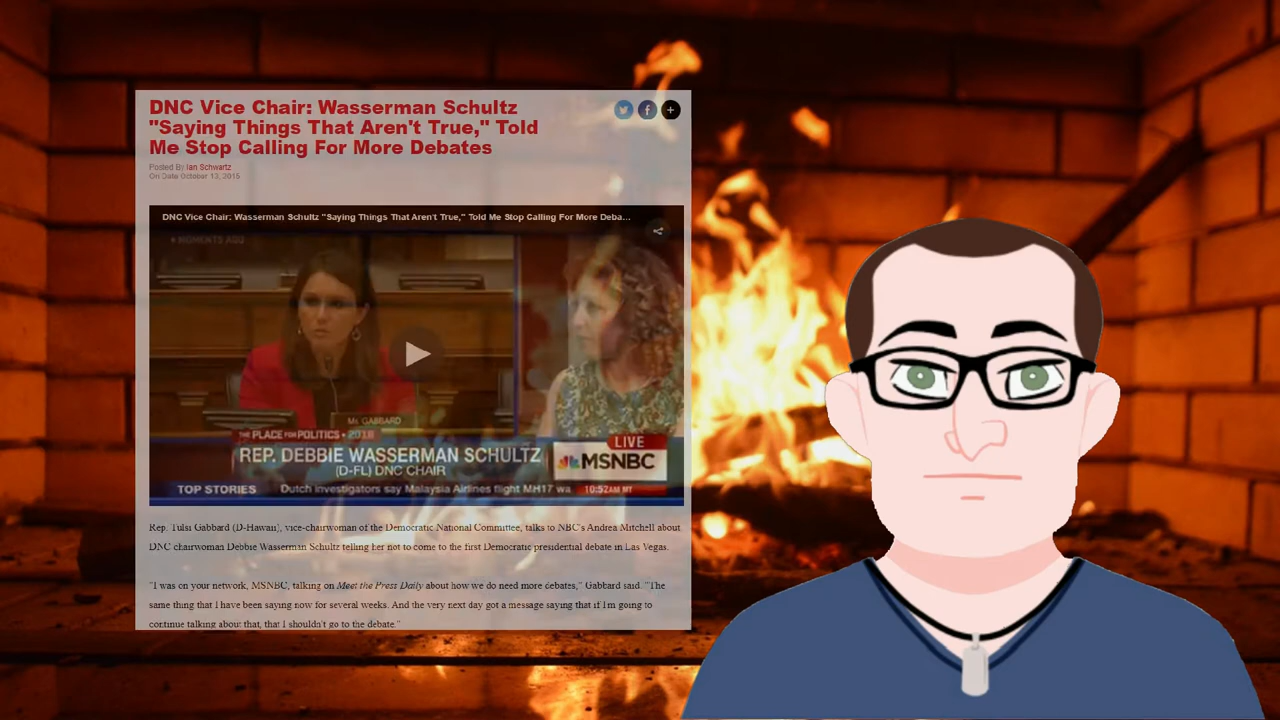 DNC Vice Chair: Wasserman Schultz
"Saying Things That Aren't True," Told
Me Stop Calling For More Debates
Posted By Ian Schwartz
On Date October 13, 2015
DNC Vice Chair: Wasserman Schultz "Saying Things That Aren't True," Told Me Stop Calling For More Deba...
MOMENTS AGO
Ms. GABBARD
THE PLACE FOR POLITICS • 2016
LIVE
REP. DEBBIE WASSERMAN SCHULTZ
(D-FL) DNC CHAIR
MSNBC
TOP STORIES Dutch investigators say Malaysia Airlines flight MH17 wa 10:52AM MT
Rep. Tulsi Gabbard (D-Hawaii), vice-chairwoman of the Democratic National Committee, talks to NBC's Andrea Mitchell about
DNC chairwoman Debbie Wasserman Schultz telling her not to come to the first Democratic presidential debate in Las Vegas.
"I was on your network, MSNBC, talking on Meet the Press Daily about how we do need more debates," Gabbard said. "The
same thing that I have been saying now for several weeks. And the very next day got a message saying that if I'm going to
continue talking about that, that I shouldn't go to the debate."